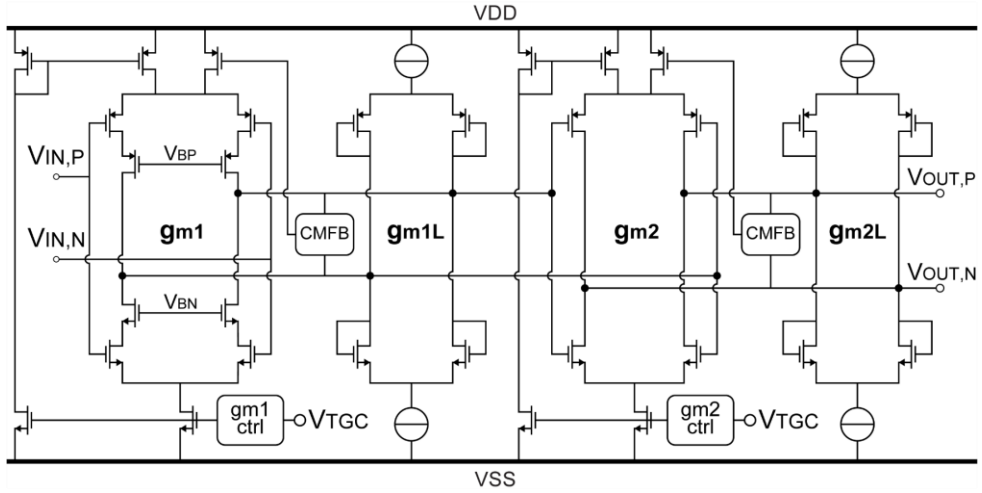 VDD
VIN,P
VBP
VIN,N
gm1
CMFB
gm1L
gm2
CMFB
gm2L
VOUT,P
VOUT,N
VBN
gm1
ctrl
VTGC
gm2
ctrl
VTGC
VSS